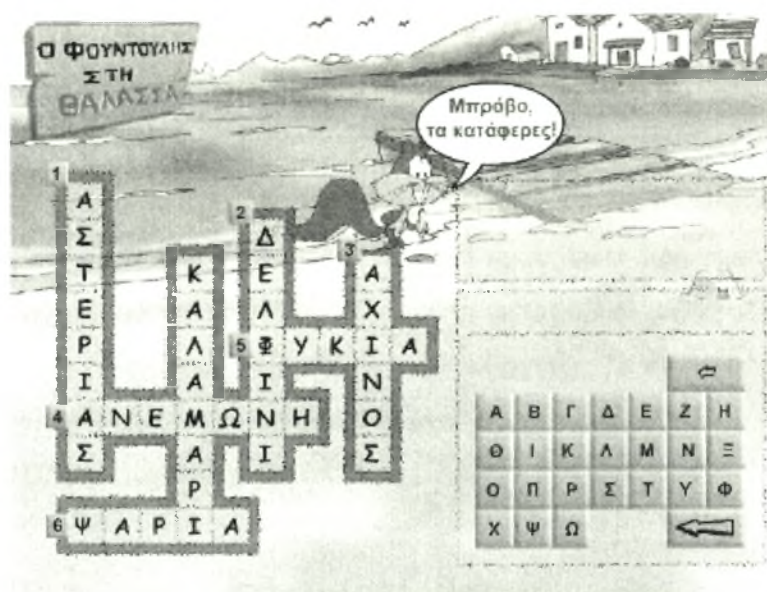 Ο ΦΟΥΝΤΟΥΛΗΣ
ΣΤΗ
ΘΑΛΑΣΣΑ
Μπράβο,
τα κατάφερες!
1 ΑΣΤΕΡΙΑΣ
ΚΑΛΑΜΑΡΙ
2 ΔΕΛΦΙΝΙ
3 ΑΧΙΝΟΣ
4 ΑΝΕΜΩΝΗ
5 ΦΥΚΙΑ
6 ΨΑΡΙΑ
Α Β Γ Δ Ε Ζ Η
Θ Ι Κ Λ Μ Ν Ξ
Ο Π Ρ Σ Τ Υ Φ
Χ Ψ Ω